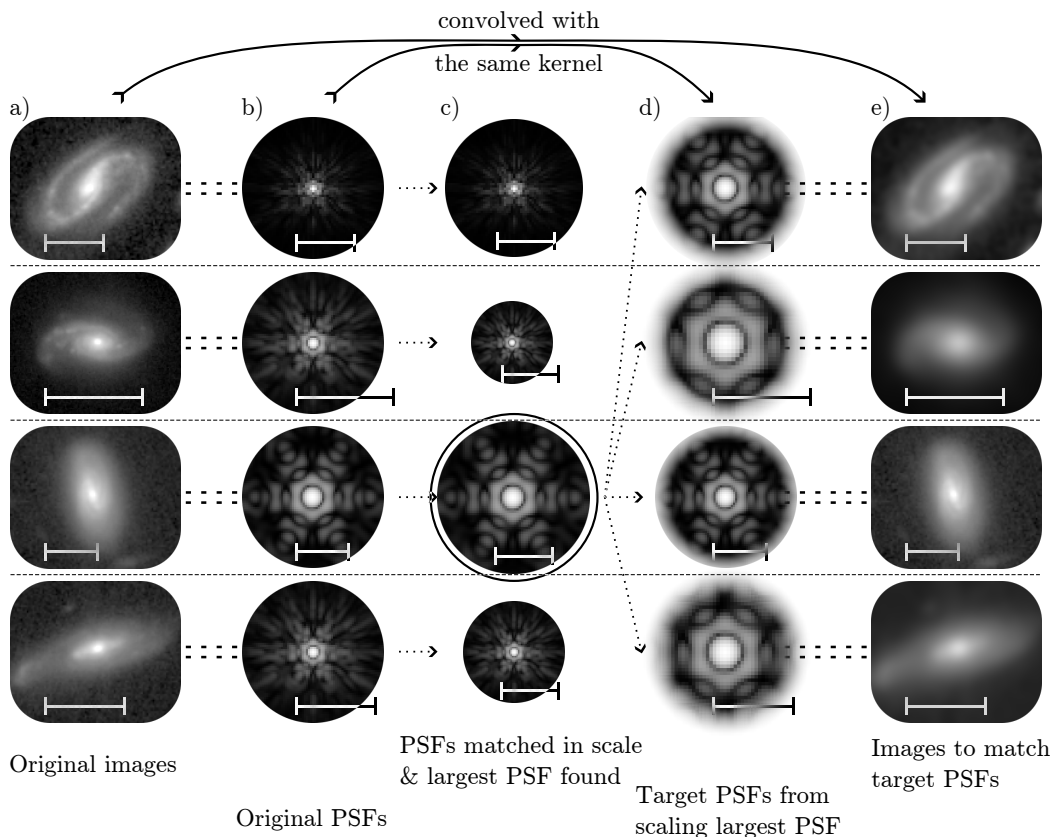 convolved with
the same kernel
a)
b)
c)
d)
e)
Original images
Original PSFs
PSFs matched in scale
& largest PSF found
Target PSFs from
scaling largest PSF
Images to match
target PSFs